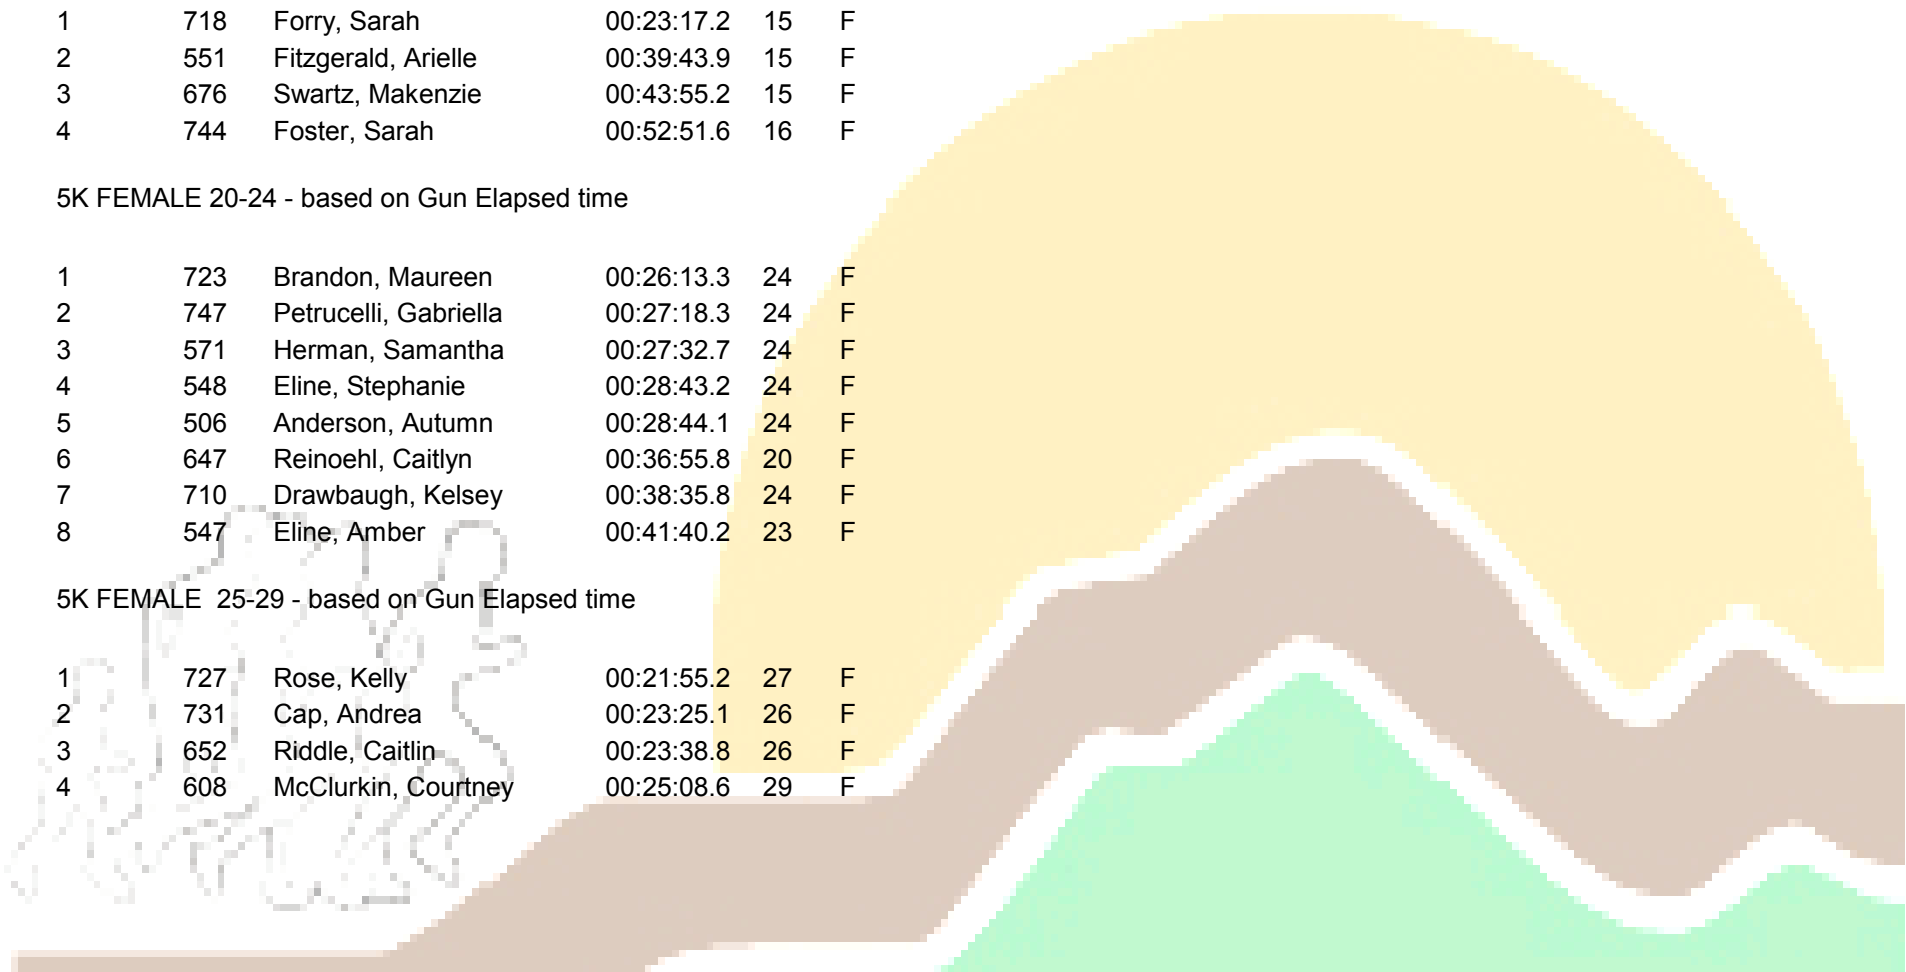 1 718 Forry, Sarah 00:23:17.2 15 F
2 551 Fitzgerald, Arielle 00:39:43.9 15 F
3 676 Swartz, Makenzie 00:43:55.2 15 F
4 744 Foster, Sarah 00:52:51.6 16 F
5K FEMALE 20-24 - based on Gun Elapsed time
1 723 Brandon, Maureen 00:26:13.3 24 F
2 747 Petrucelli, Gabriella 00:27:18.3 24 F
3 571 Herman, Samantha 00:27:32.7 24 F
4 548 Eline, Stephanie 00:28:43.2 24 F
5 506 Anderson, Autumn 00:28:44.1 24 F
6 647 Reinoehl, Caitlyn 00:36:55.8 20 F
7 710 Drawbaugh, Kelsey 00:38:35.8 24 F
8 547 Eline, Amber 00:41:40.2 23 F
5K FEMALE  25-29 - based on Gun Elapsed time
1 727 Rose, Kelly 00:21:55.2 27 F
2 731 Cap, Andrea 00:23:25.1 26 F
3 652 Riddle, Caitlin 00:23:38.8 26 F
4 608 McClurkin, Courtney 00:25:08.6 29 F